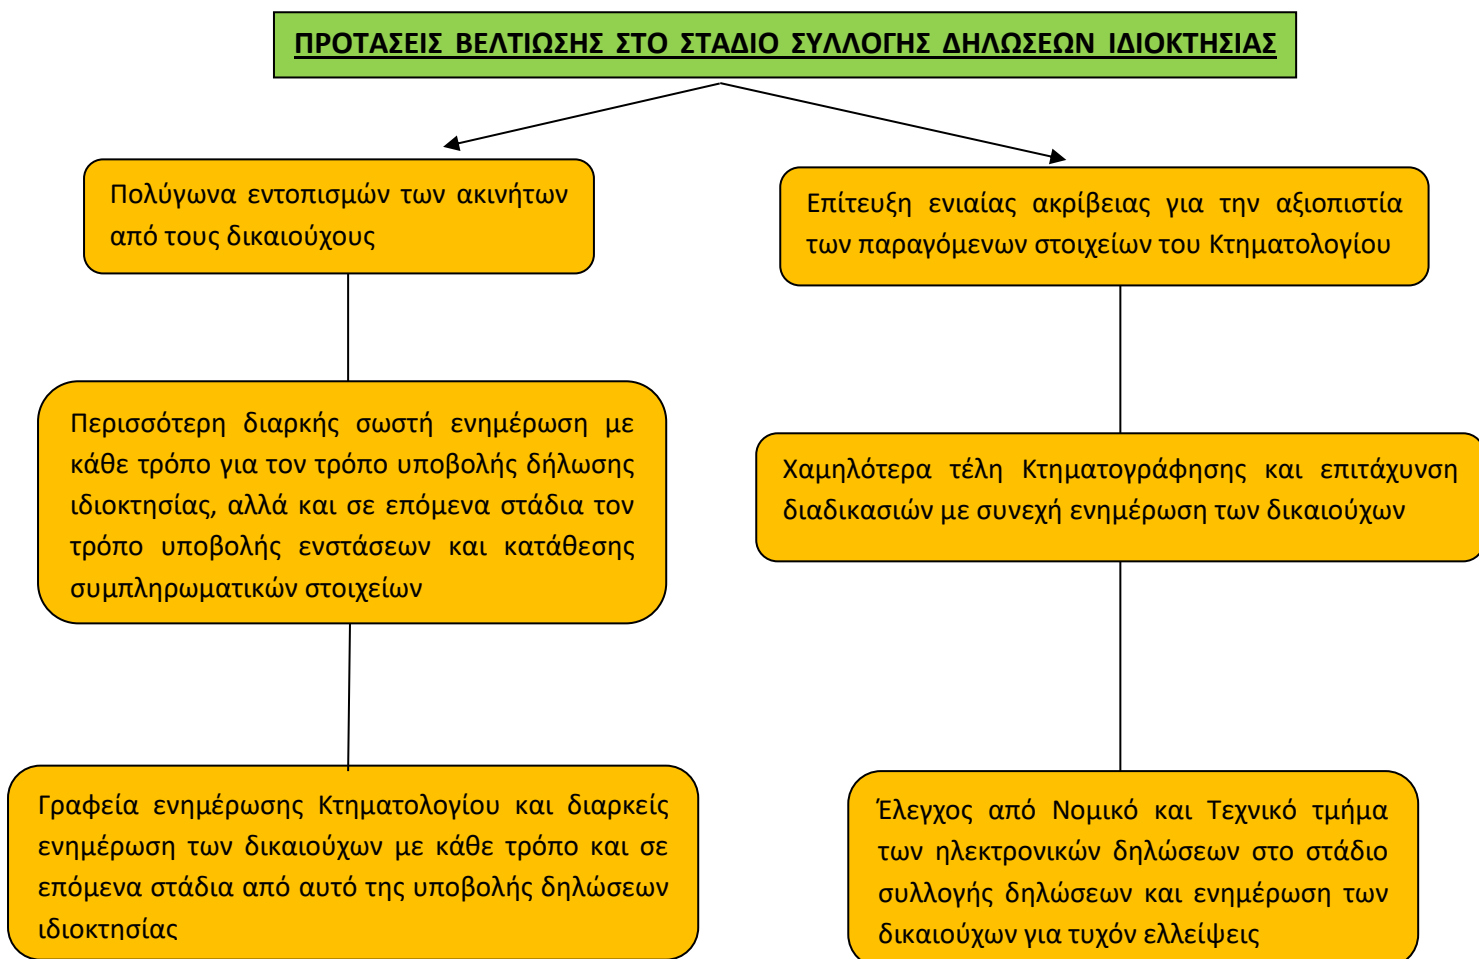 ΠΡΟΤΑΣΕΙΣ ΒΕΛΤΙΩΣΗΣ ΣΤΟ ΣΤΑΔΙΟ ΣΥΛΛΟΓΗΣ ΔΗΛΩΣΕΩΝ ΙΔΙΟΚΤΗΣΙΑΣ
Πολύγωνα εντοπισμών των ακινήτων
από τους δικαιούχους
Επίτευξη ενιαίας ακρίβειας για την αξιοπιστία
των παραγόμενων στοιχείων του Κτηματολογίου
Περισσότερη διαρκής σωστή ενημέρωση με
κάθε τρόπο για τον τρόπο υποβολής δήλωσης
ιδιοκτησίας, αλλά και σε επόμενα στάδια τον
τρόπο υποβολής ενστάσεων και κατάθεσης
συμπληρωματικών στοιχείων
Χαμηλότερα τέλη Κτηματογράφησης και επιτάχυνση
διαδικασιών με συνεχή ενημέρωση των δικαιούχων
Γραφεία ενημέρωσης Κτηματολογίου και διαρκείς
ενημέρωση των δικαιούχων με κάθε τρόπο και σε
επόμενα στάδια από αυτό της υποβολής δηλώσεων
ιδιοκτησίας
Έλεγχος από Νομικό και Τεχνικό τμήμα
των ηλεκτρονικών δηλώσεων στο στάδιο
συλλογής δηλώσεων και ενημέρωση των
δικαιούχων για τυχόν ελλείψεις